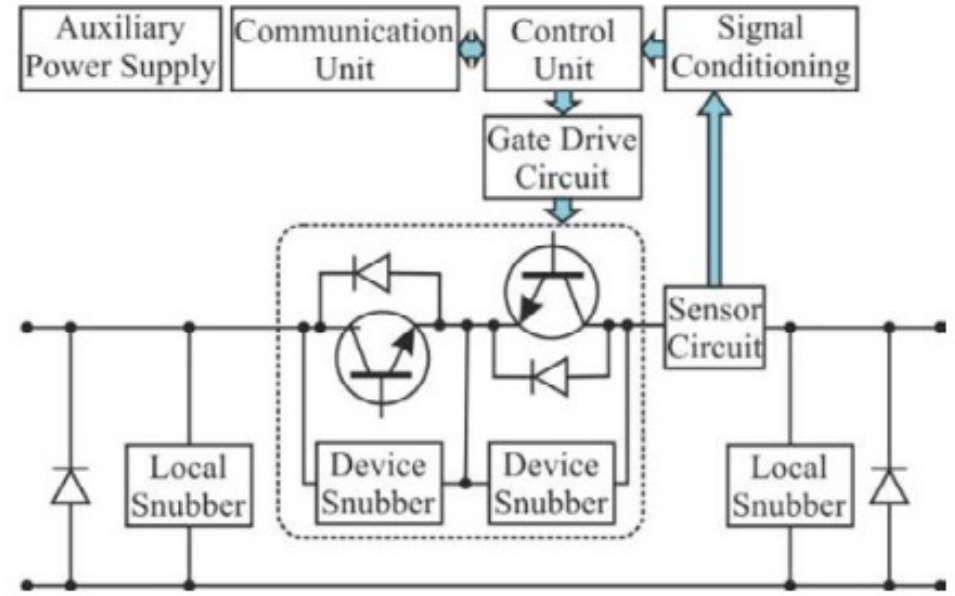 Auxiliary
Power Supply
Communication
Unit
Control
Unit
Signal
Conditioning
Gate Drive
Circuit
Sensor
Circuit
Local
Snubber
Device
Snubber
Device
Snubber
Local
Snubber